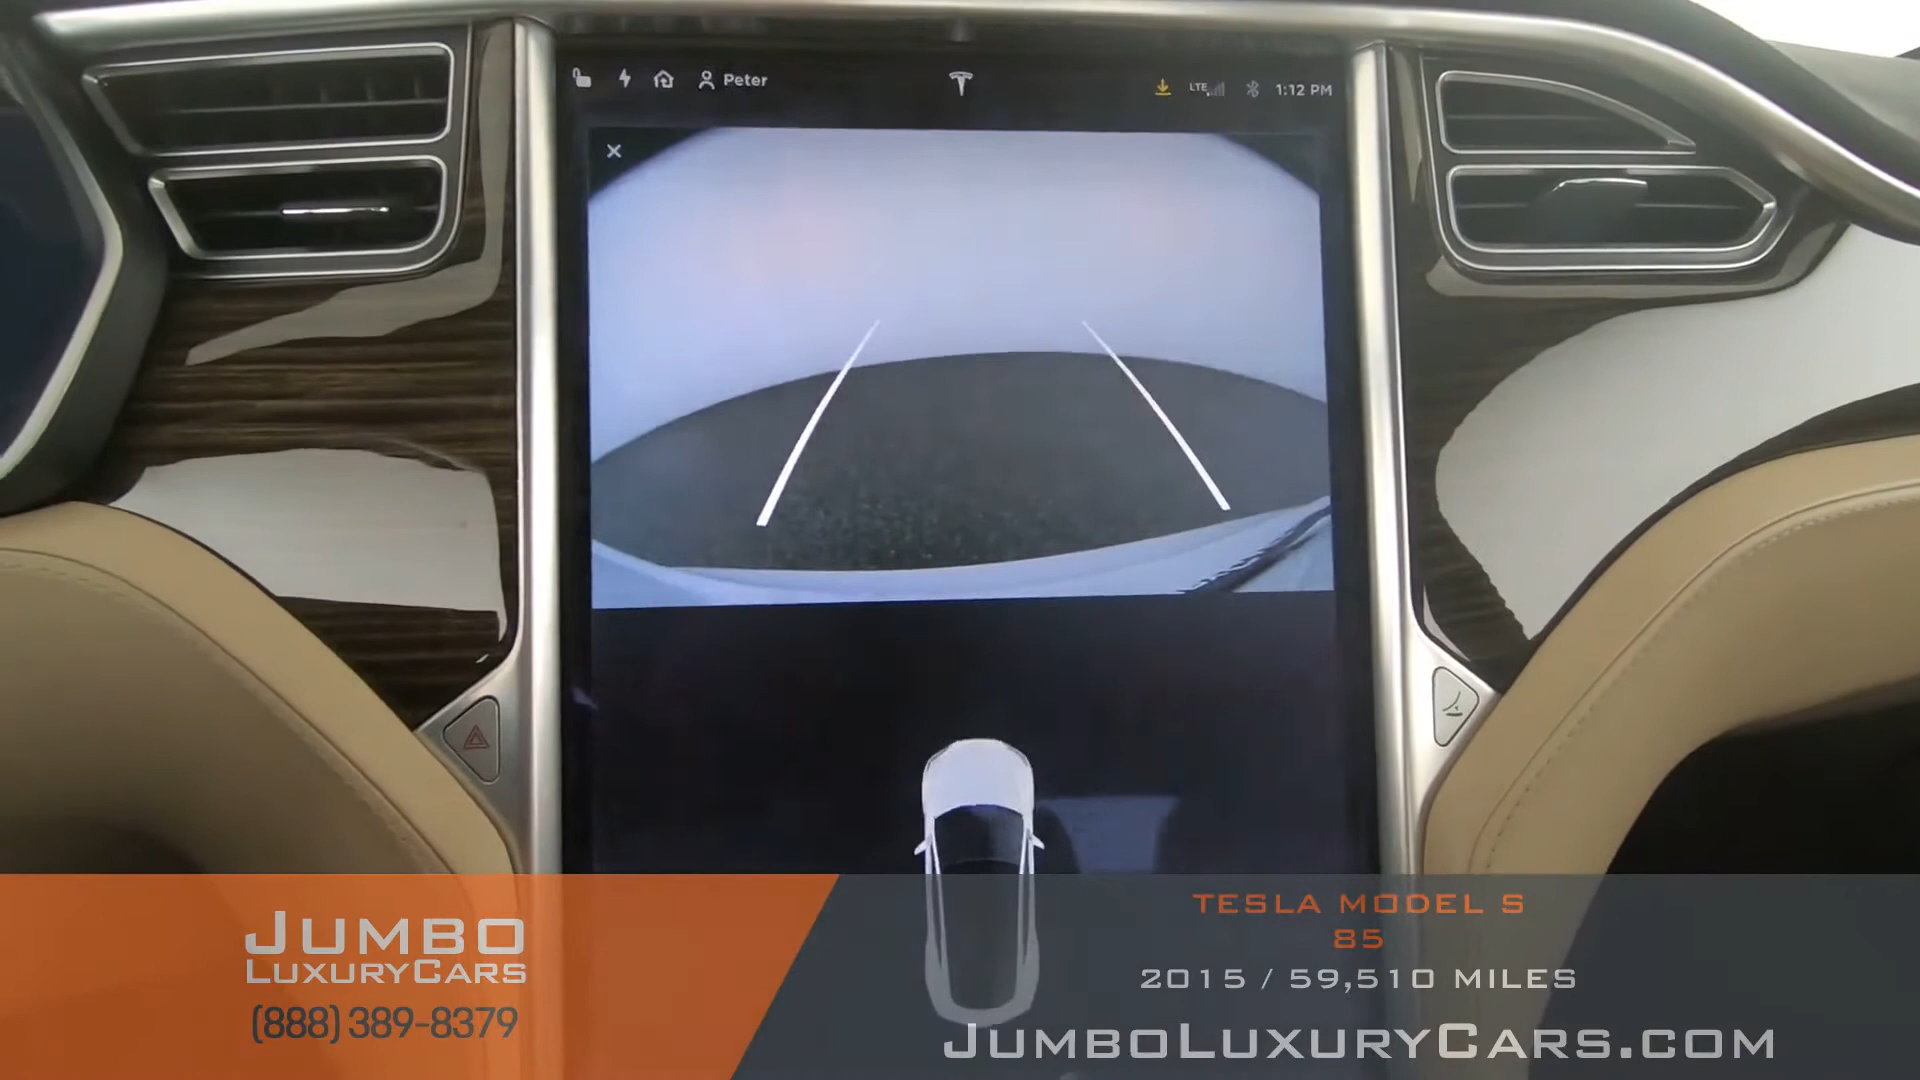 Peter
LTE
1:12 PM
JUMBO
LUXURYCARS
(888) 389-8379
TESLA MODEL S
85
2015 / 59,510 MILES
JUMBOLUXURYCARS.COM